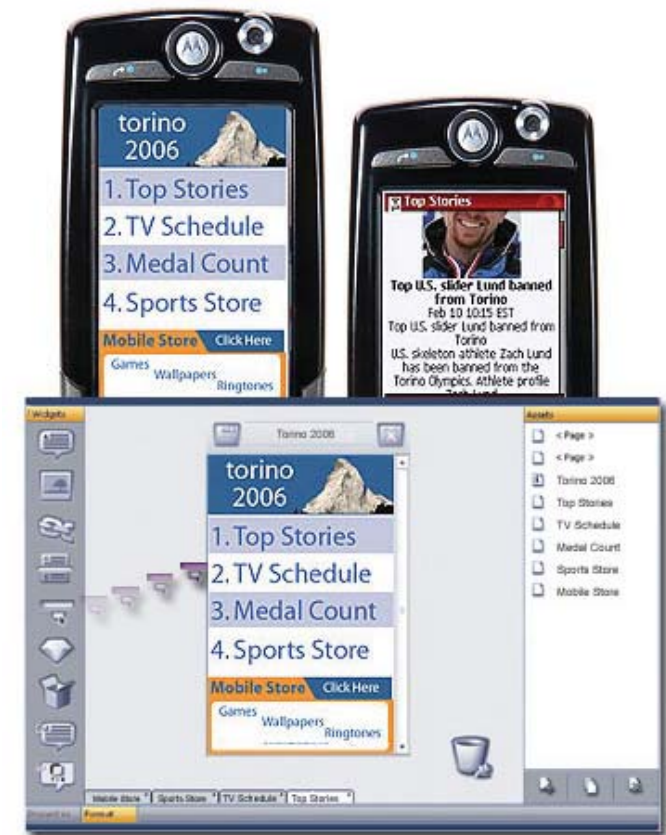 torino
2006
1. Top Stories
2. TV Schedule
3. Medal Count
4. Sports Store
Mobile Store Click Here
Games
Wallpapers
Ringtones
Top Stories
Top U.S. slider Lund banned
from Torino
Feb 10 10:15 EST
Top U.S. slider Lund banned from
Torino
U.S. skeleton athlete Zach Lund
has been banned from the
Torino Olympics. Athlete profile
Zach Lund
Widgets
Torino 2006
torino
2006
1. Top Stories
2. TV Schedule
3. Medal Count
4. Sports Store
Mobile Store Click Here
Games
Wallpapers
Ringtones
Mobile Store
Sports Store
TV Schedule
Top Stories
Properties
Format
Assets
< Page >
< Page >
Torino 2006
Top Stories
TV Schedule
Medal Count
Sports Store
Mobile Store